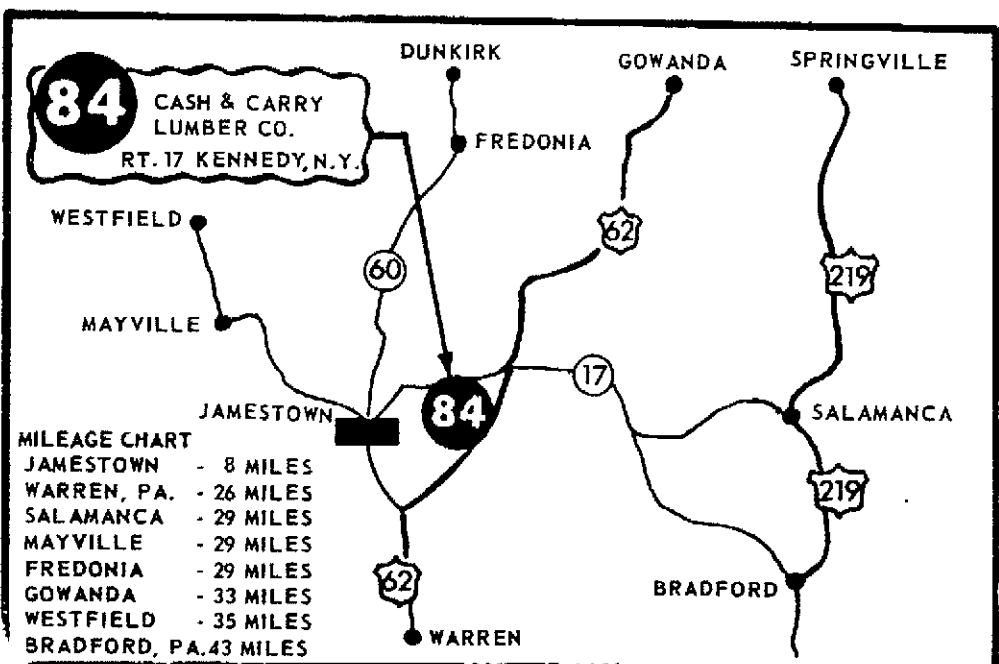 84
CASH & CARRY
LUMBER CO.
RT. 17 KENNEDY, N.Y.
DUNKIRK
GOWANDA
SPRINGVILLE
FREDONIA
WESTFIELD
62
60
219
MAYVILLE
17
JAMESTOWN
84
SALAMANCA
219
62
BRADFORD
WARREN
MILEAGE CHART
JAMESTOWN - 8 MILES
WARREN, PA. - 26 MILES
SALAMANCA - 29 MILES
MAYVILLE - 29 MILES
FREDONIA - 29 MILES
GOWANDA - 33 MILES
WESTFIELD - 35 MILES
BRADFORD, PA. 43 MILES